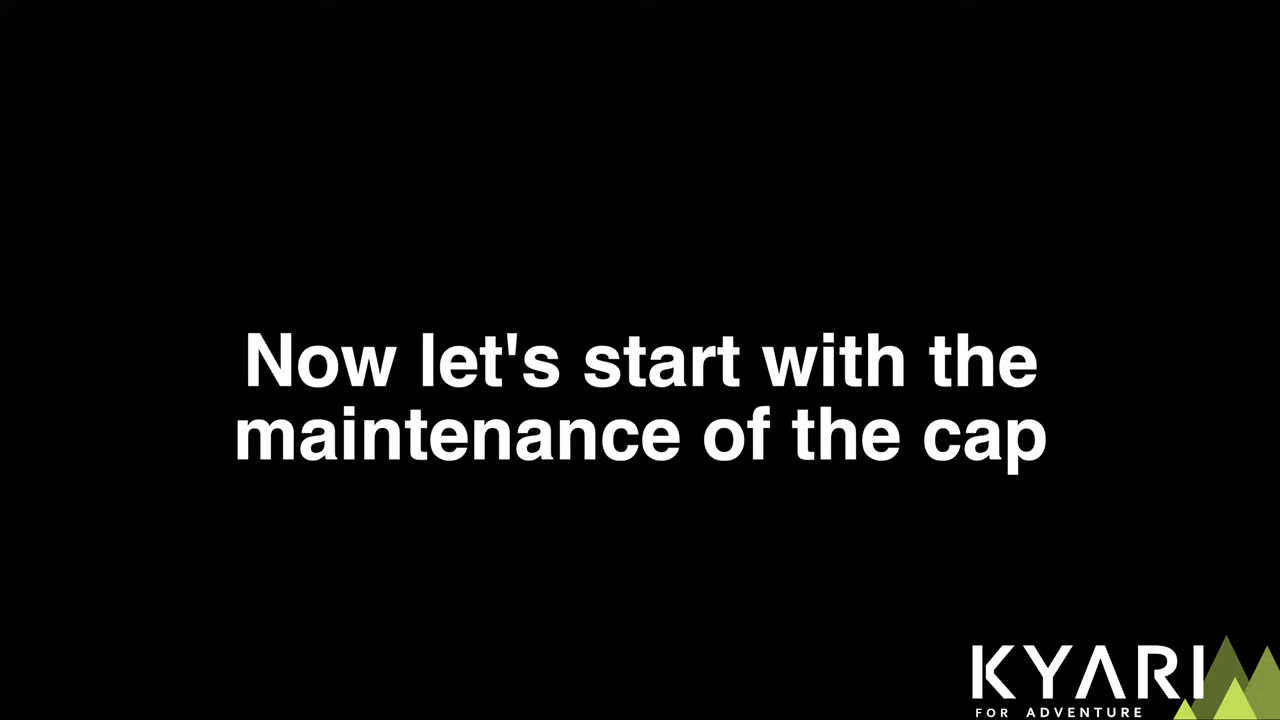 Now let's start with the
maintenance of the cap
KYARI
FOR ADVENTURE